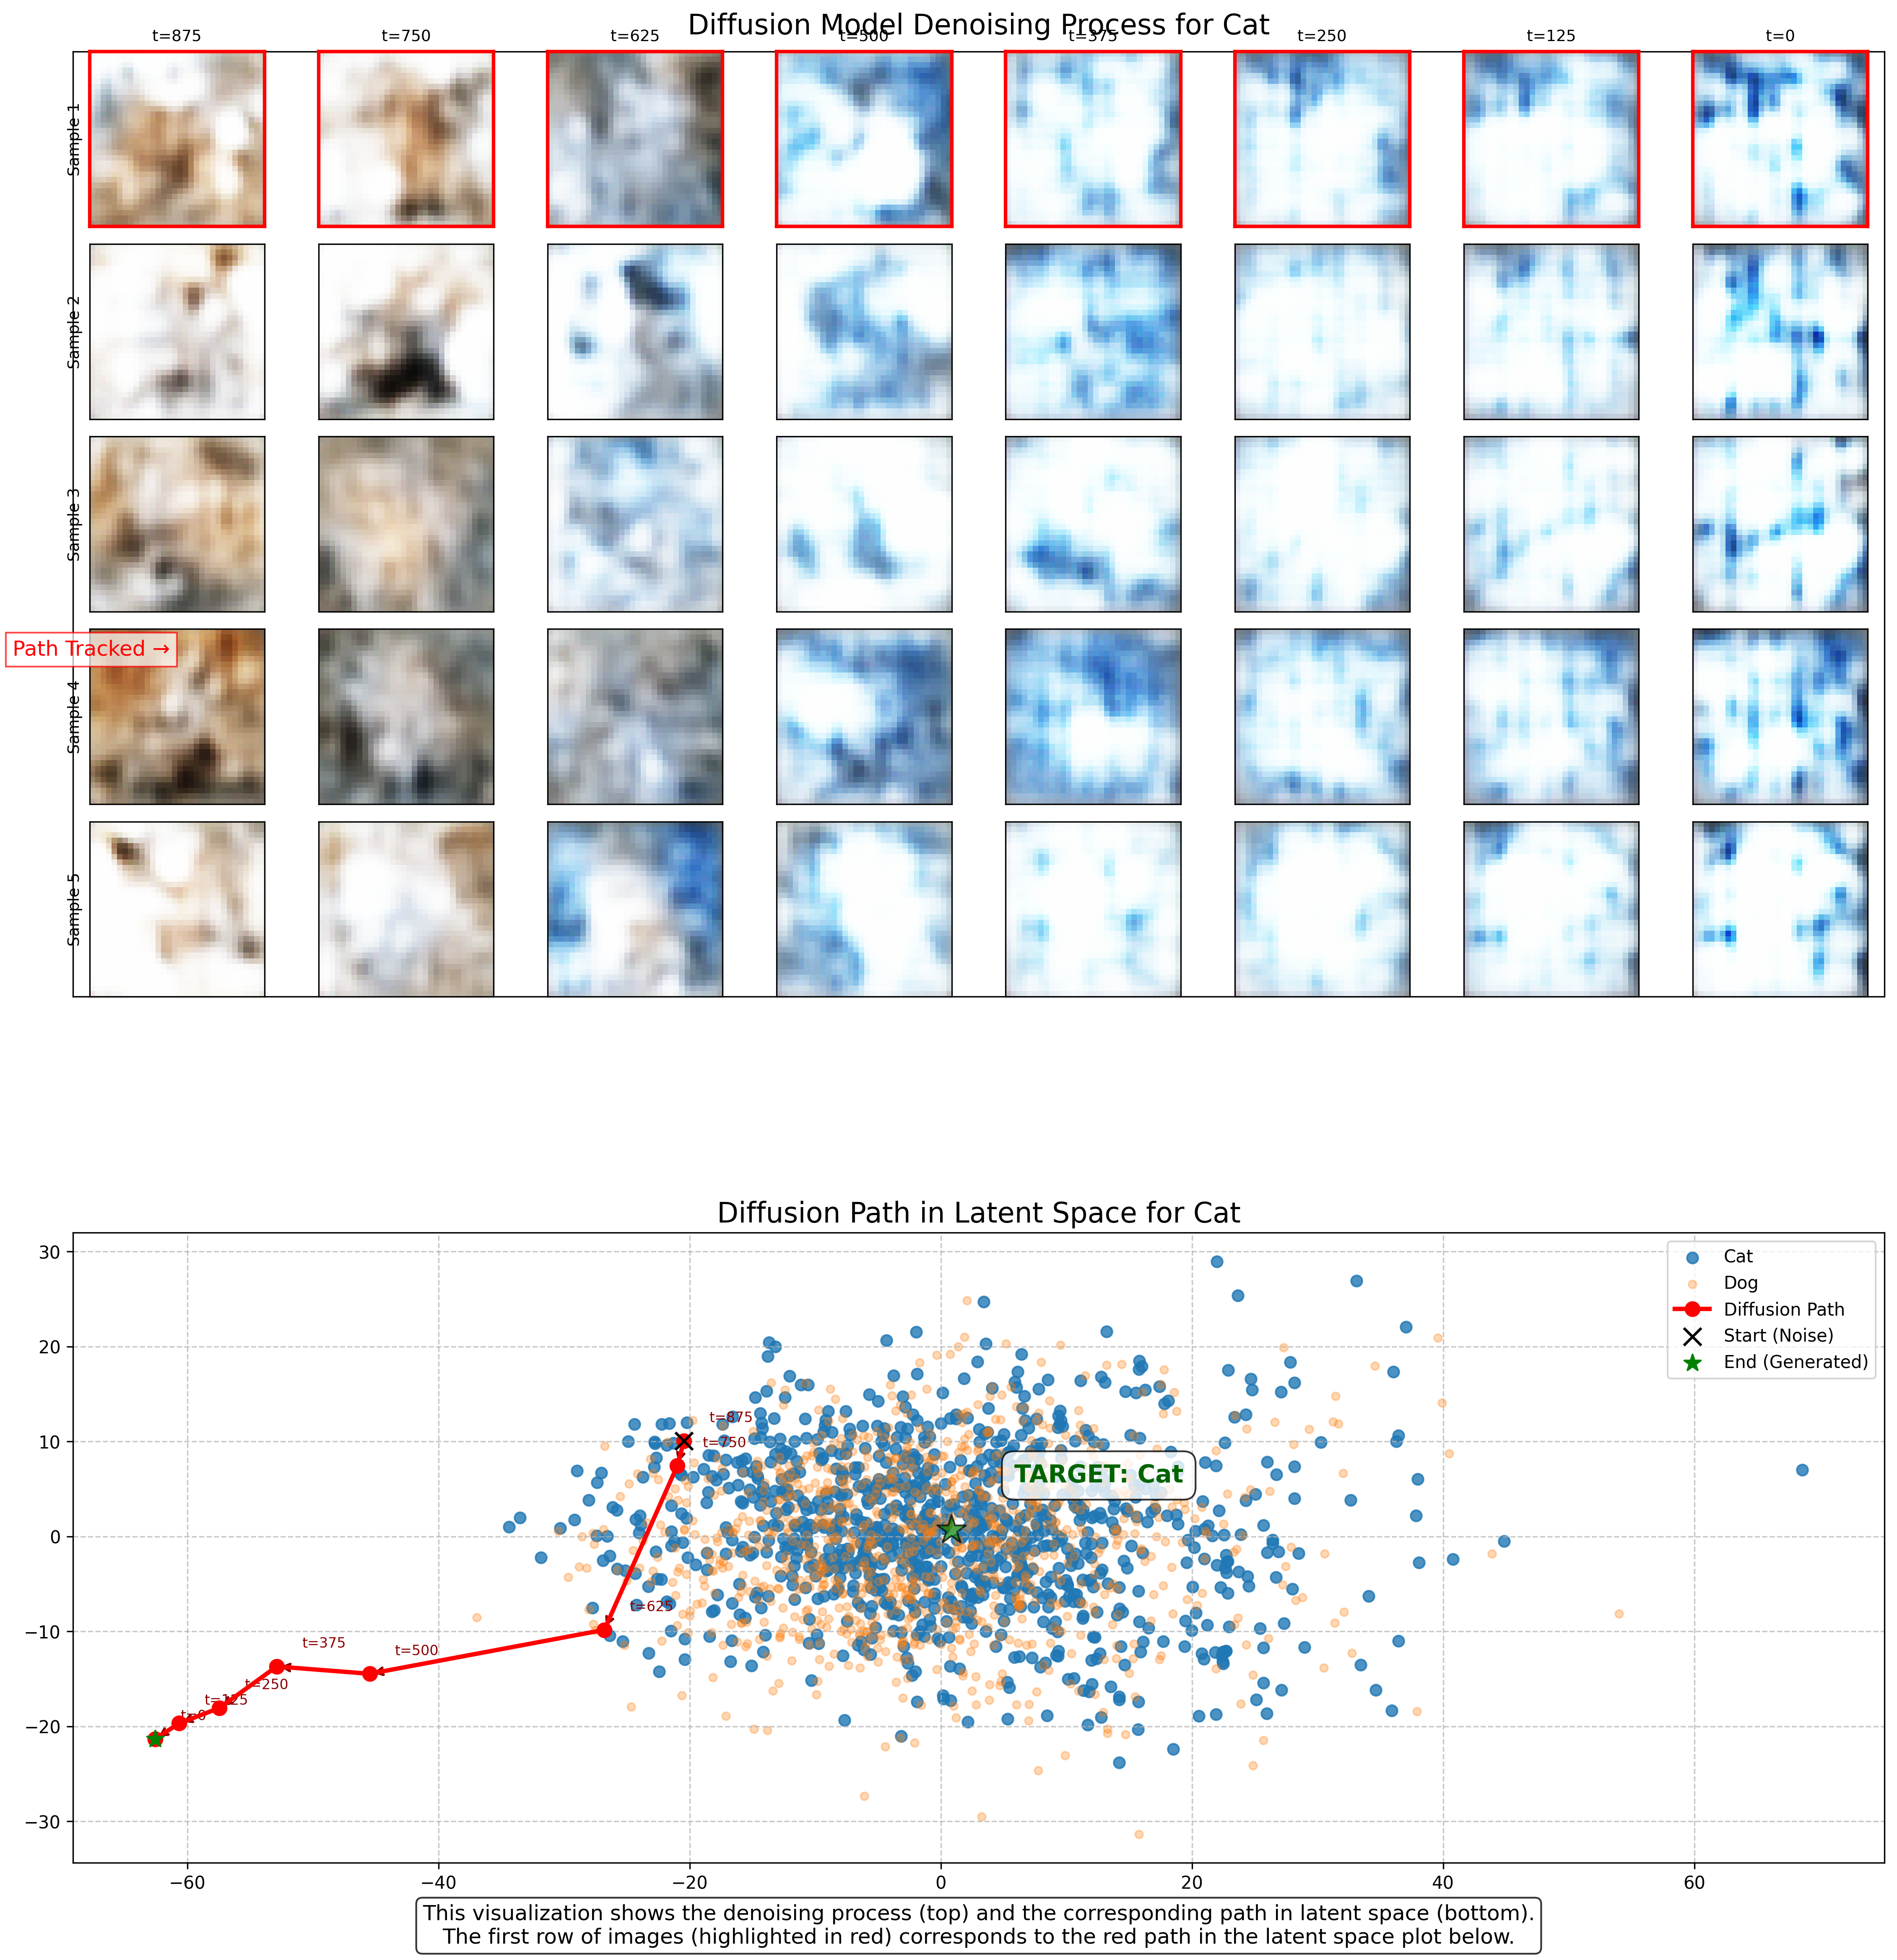 Diffusion Model Denoising Process for Cat
t=875 t=750 t=625 t=500 t=375 t=250 t=125 t=0
Sample 1
Sample 2
Sample 3
Path Tracked →
Sample 4
Sample 5
Diffusion Path in Latent Space for Cat
30
20
10
0
−10
−20
−30
Cat
Dog
Diffusion Path
Start (Noise)
End (Generated)
t=875
t=750
TARGET: Cat
t=625
t=375
t=500
t=250
t=125
t=0
−60 −40 −20 0 20 40 60
This visualization shows the denoising process (top) and the corresponding path in latent space (bottom).
The first row of images (highlighted in red) corresponds to the red path in the latent space plot below.